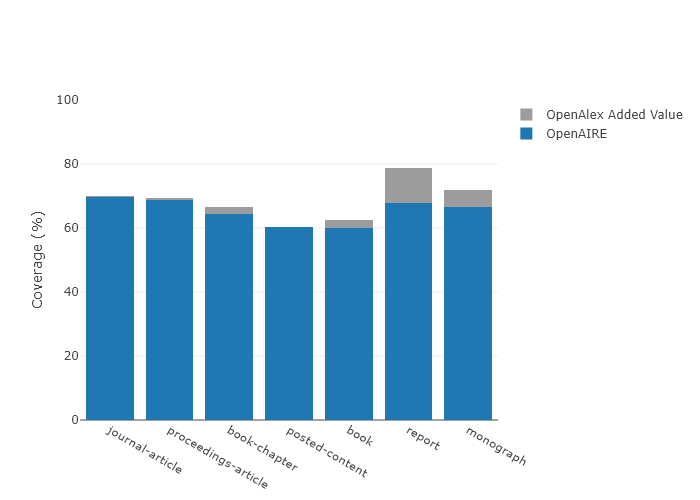 100
80
60
40
20
0
Coverage (%)
journal-article
proceedings-article
book-chapter
posted-content
book
report
monograph
OpenAlex Added Value
OpenAIRE